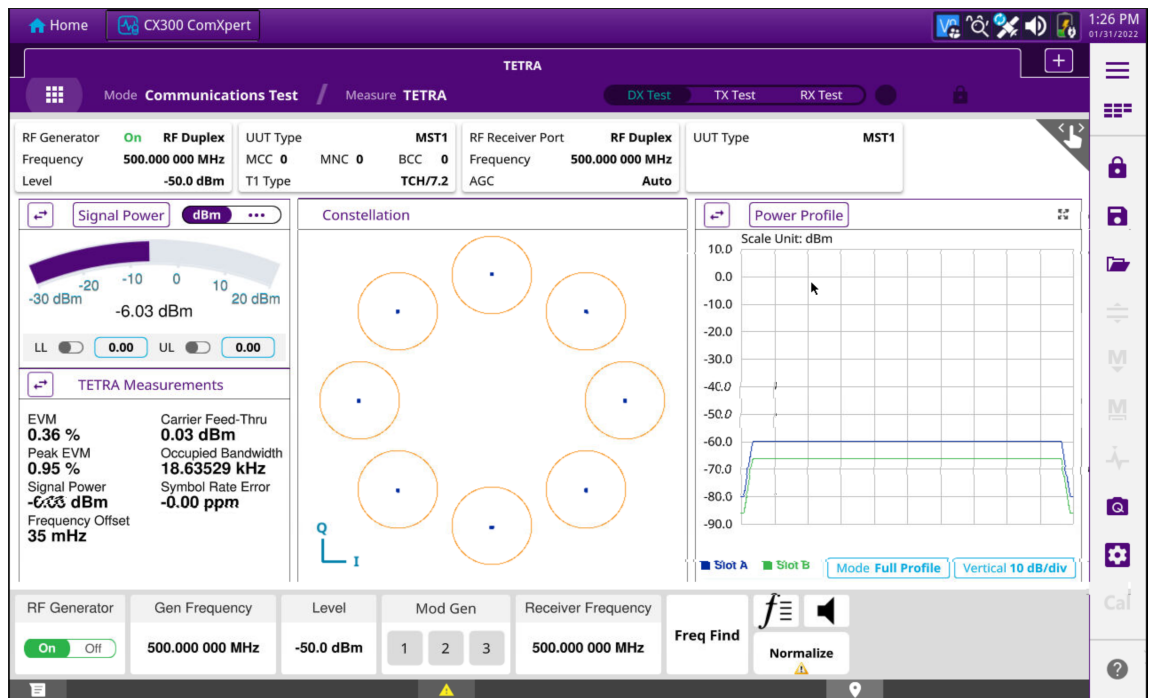 Home CX300 ComXpert 1:26 PM
01/31/2022
TETRA
Mode Communications Test / Measure TETRA DX Test TX Test RX Test
RF Generator On RF Duplex
Frequency 500.000 000 MHz
Level -50.0 dBm
UUT Type MST1
MCC 0 MNC 0 BCC 0
T1 Type TCH/7.2
RF Receiver Port RF Duplex
Frequency 500.000 000 MHz
AGC Auto
UUT Type MST1
Signal Power dBm •••
-30 dBm -20 -10 0 10 20 dBm
-6.03 dBm
LL 0.00 UL 0.00
TETRA Measurements
EVM
0.36 %
Peak EVM
0.95 %
Signal Power
dBm
Frequency Offset
35 mHz
Carrier Feed-Thru
0.03 dBm
Occupied Bandwidth
18.63529 kHz
Symbol Rate Error
-0.00 ppm
Constellation
Q
I
Power Profile
Scale Unit: dBm
10.0
0.0
-10.0
-20.0
-30.0
-40.0
-50.0
-60.0
-70.0
-80.0
-90.0
Slot A Slot B Mode Full Profile Vertical 10 dB/div
M
M
Cal
RF Generator
On Off
Gen Frequency
500.000 000 MHz
Level
-50.0 dBm
Mod Gen
1 2 3
Receiver Frequency
500.000 000 MHz
Freq Find
Normalize